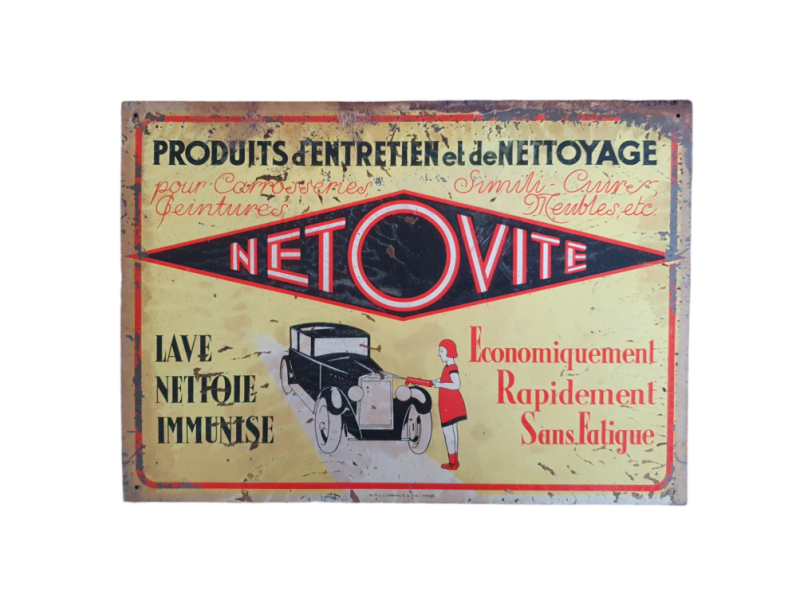 PRODUITS d'ENTRETIEN et de NETTOYAGE
pour Carrosseries, Simili-Cuirs,
Peintures, Meubles, etc.
NETOVITE
LAVE
NETTOIE
IMMUNISE
Economiquement
Rapidement
Sans Fatigue